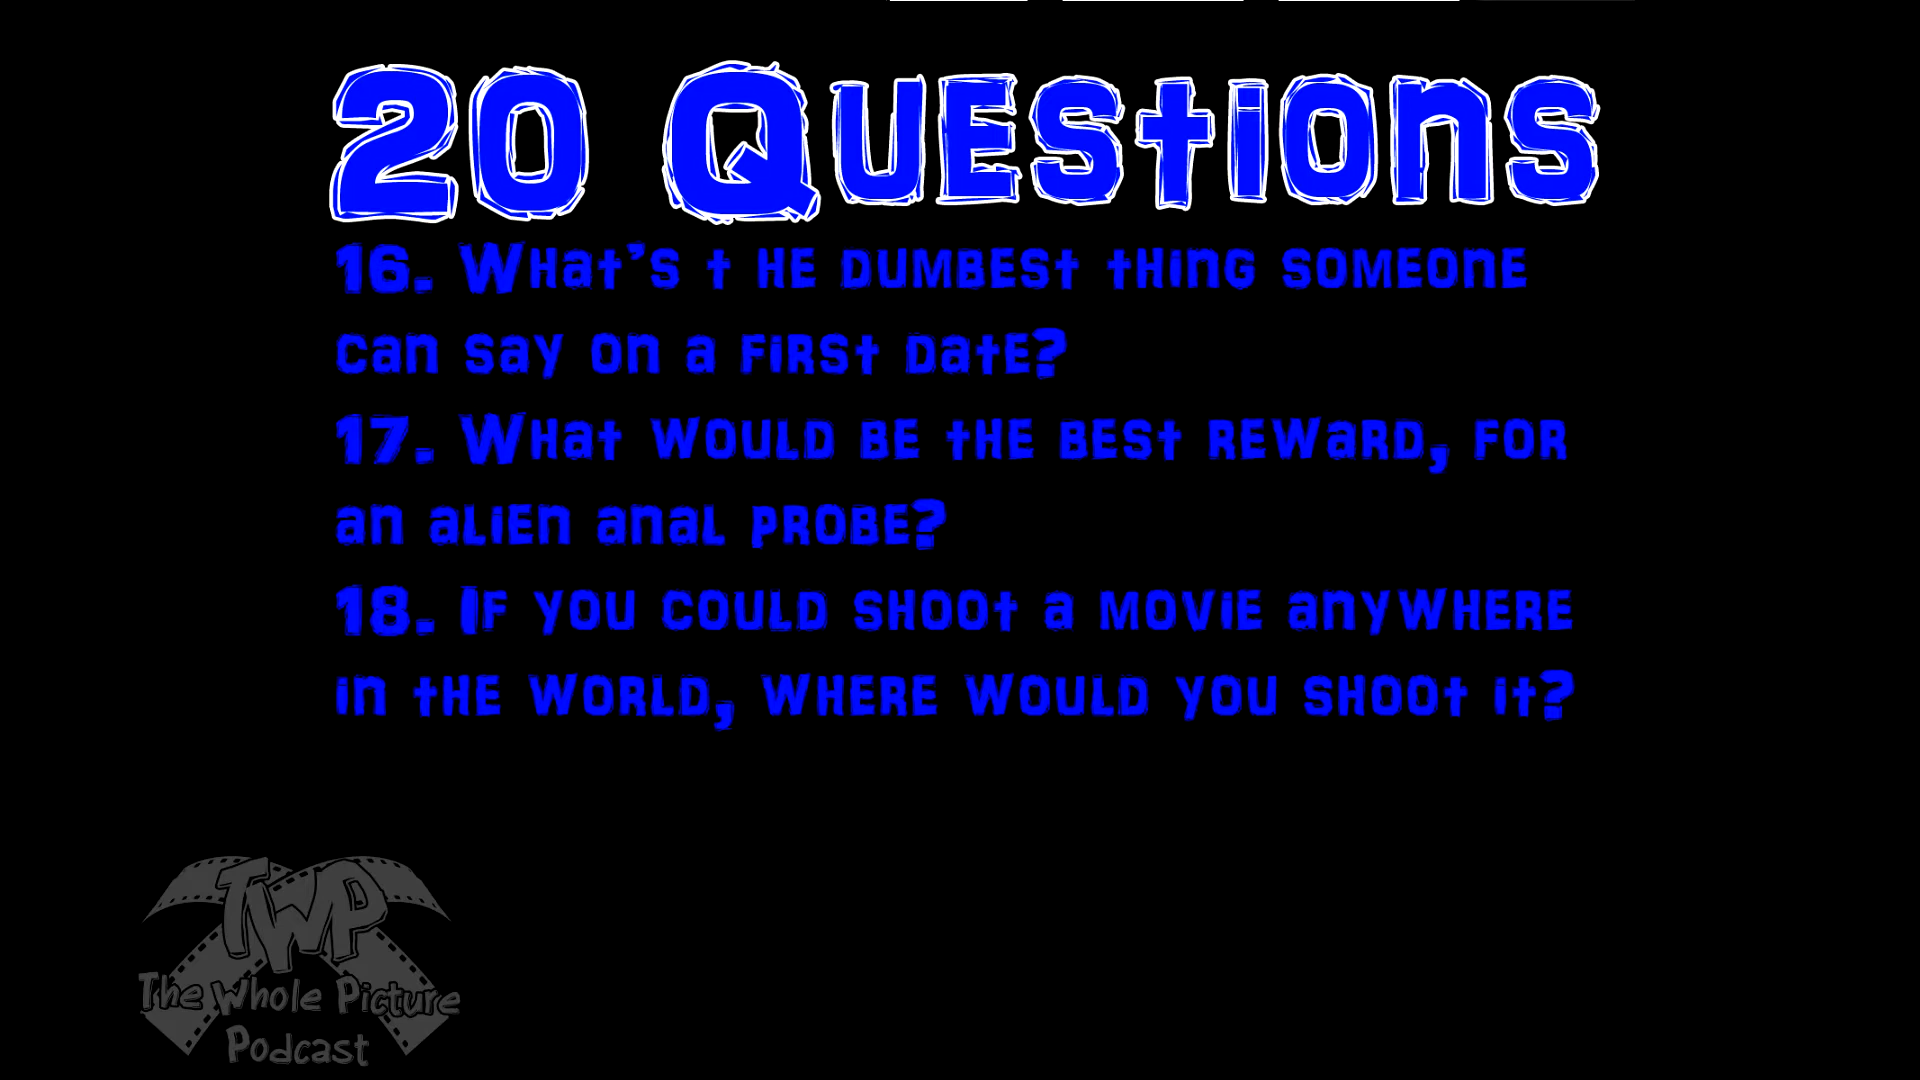 20 Questions
16. What's t he dumbest thing someone
can say on a first date?
17. What would be the best reward, for
an alien anal probe?
18. If you could shoot a movie anywhere
in the world, where would you shoot it?
TWP
The Whole Picture
Podcast